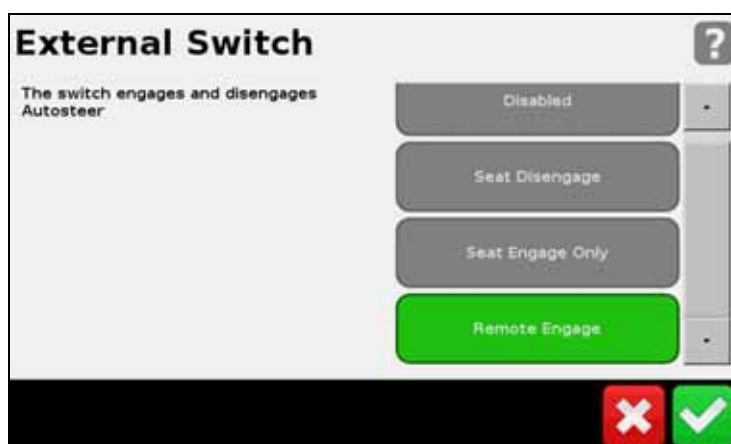 External Switch
?
The switch engages and disengages
Autosteer
Disabled
Seat Disengage
Seat Engage Only
Remote Engage